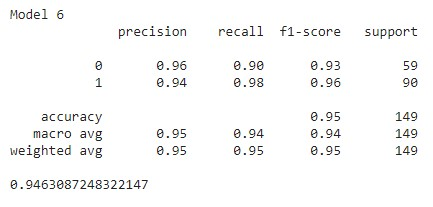 Model 6
precision recall f1-score support
0 0.96 0.90 0.93 59
1 0.94 0.98 0.96 90
accuracy 0.95 149
macro avg 0.95 0.94 0.94 149
weighted avg 0.95 0.95 0.95 149
0.9463087248322147